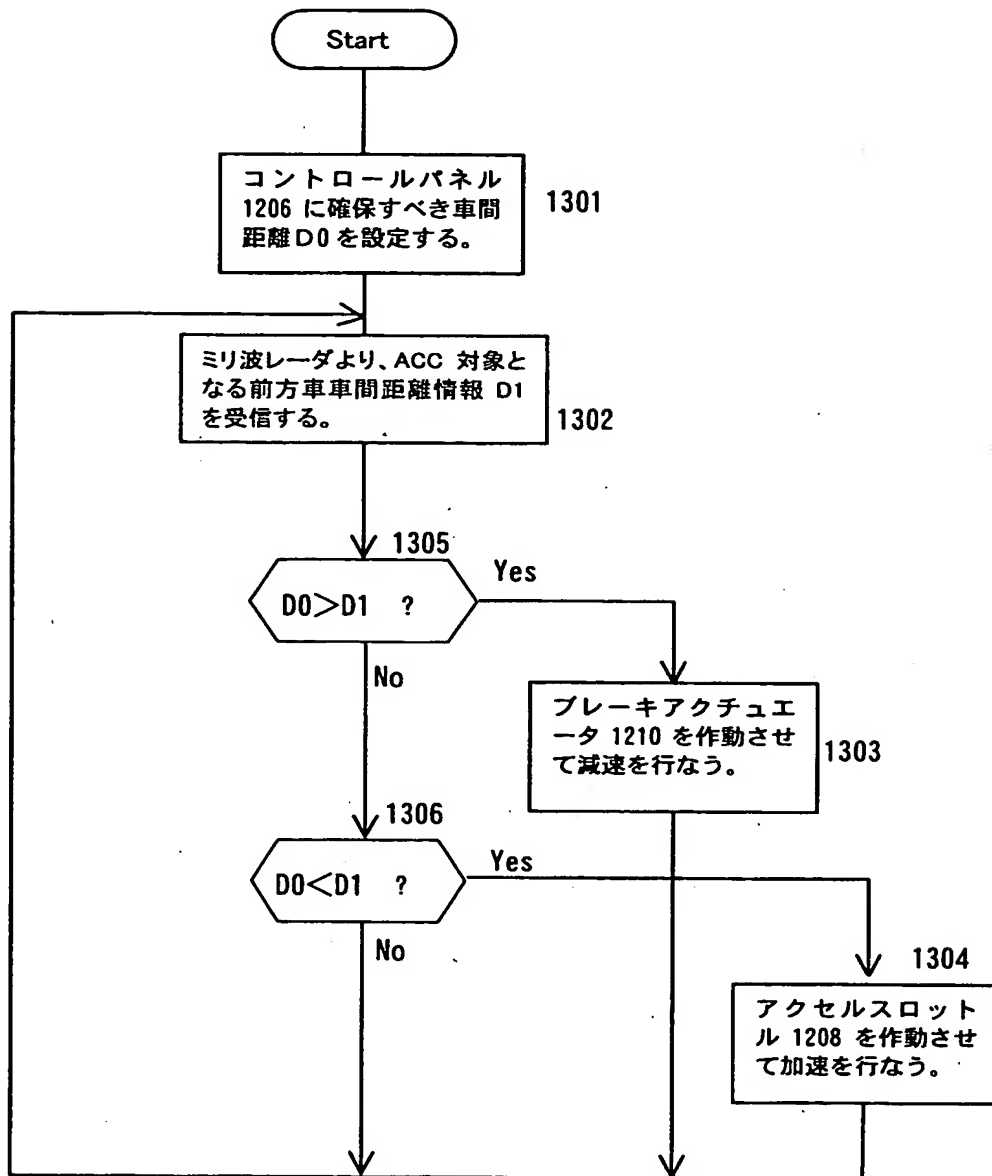 Start
コントロールパネル
1206 に確保すべき車間
距離D0を設定する。
1301
ミリ波レーダより、ACC 対象と
なる前方車車間距離情報 D1
を受信する。
1302
1305
D0>D1 ?
Yes
No
ブレーキアクチュエ
ータ 1210 を作動させ
て減速を行なう。
1303
1306
D0<D1 ?
Yes
No
1304
アクセルスロット
ル 1208 を作動させ
て加速を行なう。